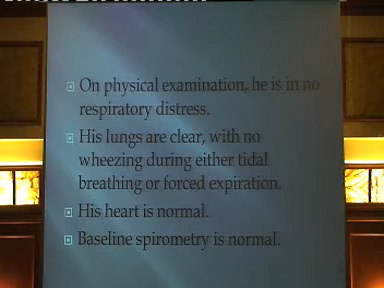 On physical examination, he is in no
respiratory distress.
His lungs are clear, with no
wheezing during either tidal
breathing or forced expiration.
His heart is normal.
Baseline spirometry is normal.